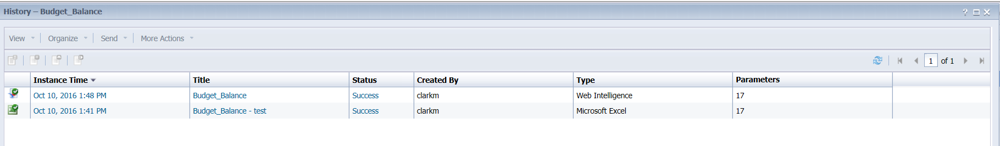 History – Budget_Balance ?
View Organize Send More Actions
1 of 1
Instance Time Title Status Created By Type Parameters
Oct 10, 2016 1:48 PM Budget_Balance Success clarkm Web Intelligence 17
Oct 10, 2016 1:41 PM Budget_Balance - test Success clarkm Microsoft Excel 17